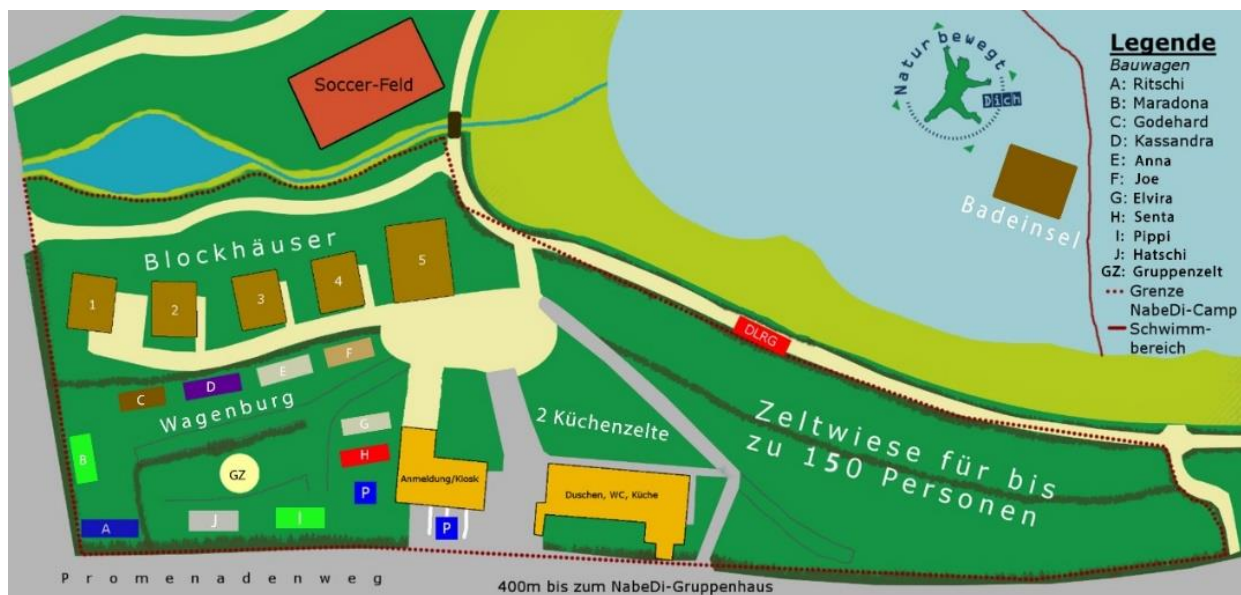 Soccer-Feld
Natur bewegt
Dich
Legende
Bauwagen
A: Ritschi
B: Maradona
C: Godehard
D: Kassandra
E: Anna
F: Joe
G: Elvira
H: Senta
I: Pippi
J: Hatschi
GZ: Gruppenzelt
Grenze
NabeDi-Camp
Schwimm-
bereich
Badeinsel
Blockhäuser
1
2
3
4
5
DLRG
F
E
D
C
Wagenburg
G
B
H
GZ
P
A
J
I
Anmeldung/Kiosk
P
2 Küchenzelte
Duschen, WC, Küche
Zeltwiese für bis
zu 150 Personen
Promenadenweg
400m bis zum NabeDi-Gruppenhaus